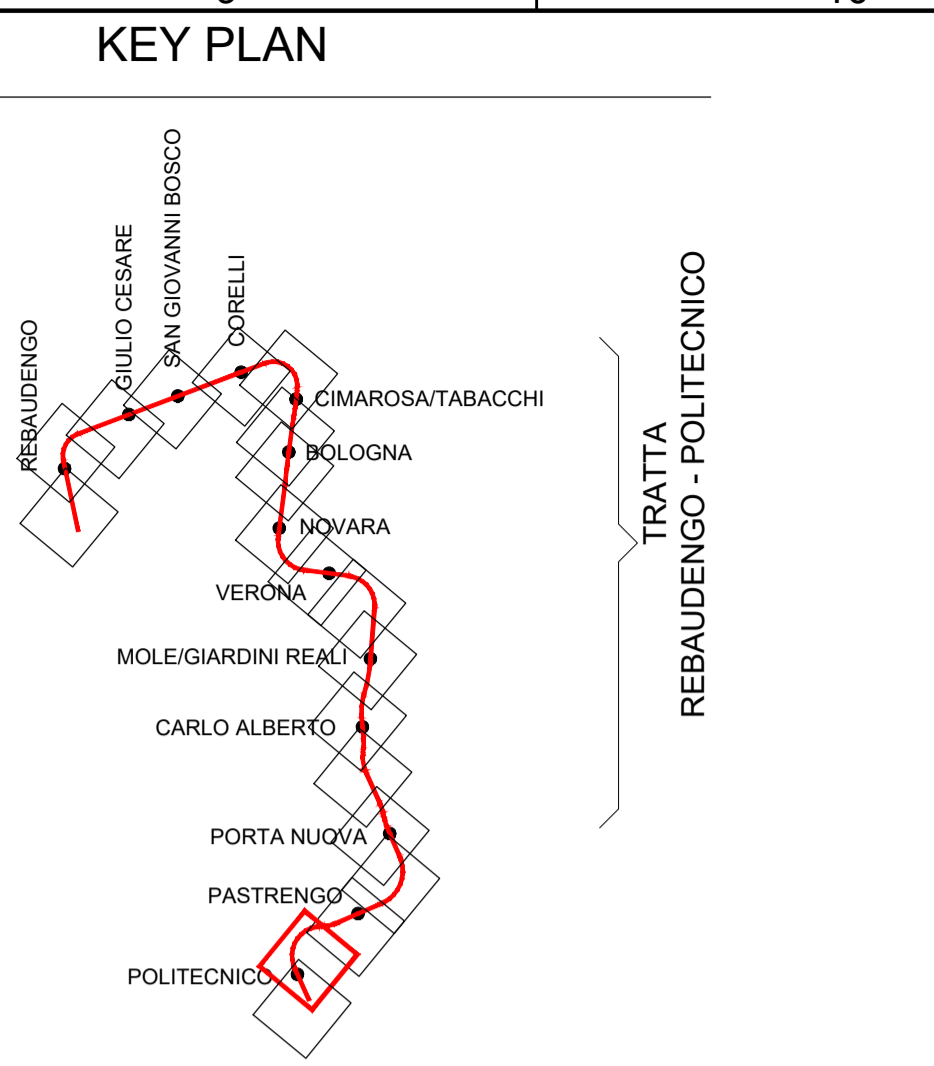 KEY PLAN
REBAUDENGO
GIULIO CESARE
SAN GIOVANNI BOSCO
CORELLI
CIMAROSA/TABACCHI
BOLOGNA
NOVARA
VERONA
MOLE/GIARDINI REALI
CARLO ALBERTO
PORTA NUOVA
PASTRENGO
POLITECNICO
TRATTA
REBAUDENGO - POLITECNICO